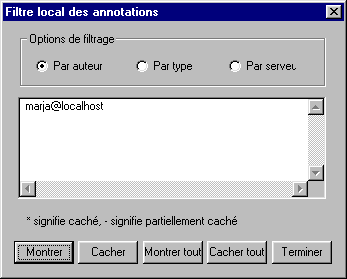 Filtre local des annotations
Options de filtrage
Par auteur Par type Par serveu
marja@localhost
* signifie caché, - signifie partiellement caché
Montrer Cacher Montrer tout Cacher tout Terminer